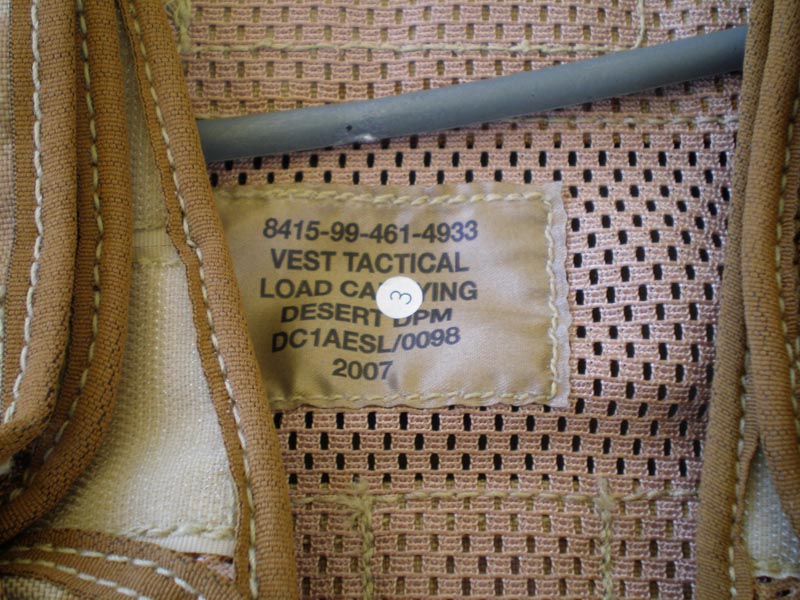 8415-99-461-4933
VEST TACTICAL
LOAD
DESERT DPM
DC1AESL/0098
2007
3